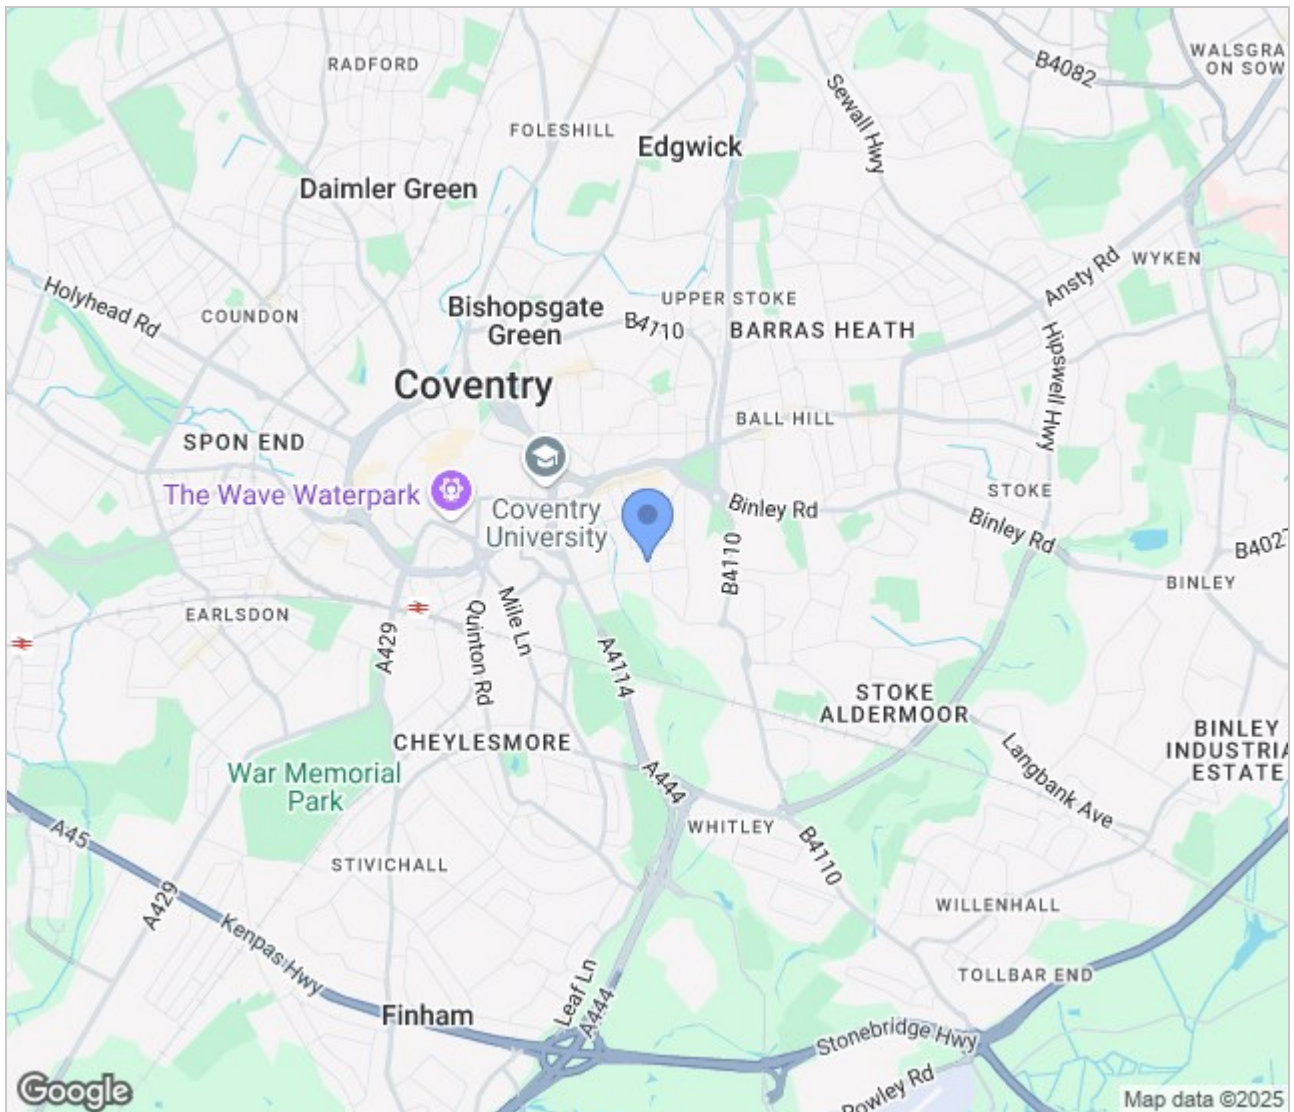 RADFORD
B4082
WALSGRA
ON SOW
Sewall Hwy
FOLESHILL
Edgwick
Daimler Green
WYKEN
Ansty Rd
Holyhead Rd
COUNDON
Bishopsgate
Green
UPPER STOKE
B4110
BARRAS HEATH
Hipswell Hwy
Coventry
BALL HILL
SPON END
The Wave Waterpark
Coventry
University
Binley Rd
STOKE
Binley Rd
B4027
BINLEY
B4110
EARLSDON
A429
Quinton Rd
Mile Ln
A4114
STOKE
ALDERMOOR
CHEYLESMORE
BINLEY
INDUSTRIA
ESTATE
Langbank Ave
War Memorial
Park
A444
WHITLEY
B4110
A45
STIVICHALL
A429
Kenpas Hwy
WILLENHALL
TOLLBAR END
Leaf Ln
A444
Finham
Stonebridge Hwy
Rowley Rd
Google
Map data ©2025